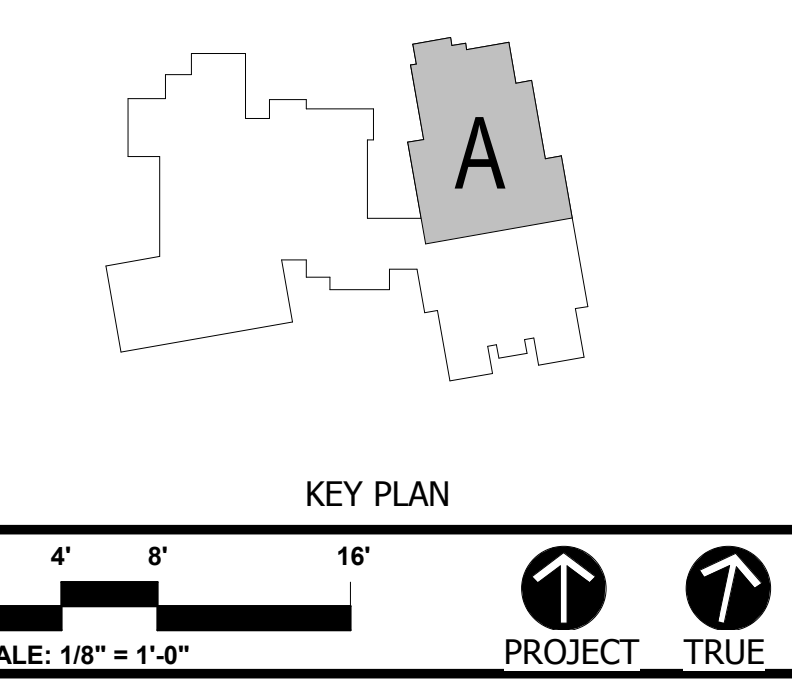 A
KEY PLAN
4' 8' 16'
ALE: 1/8" = 1'-0"
PROJECT TRUE